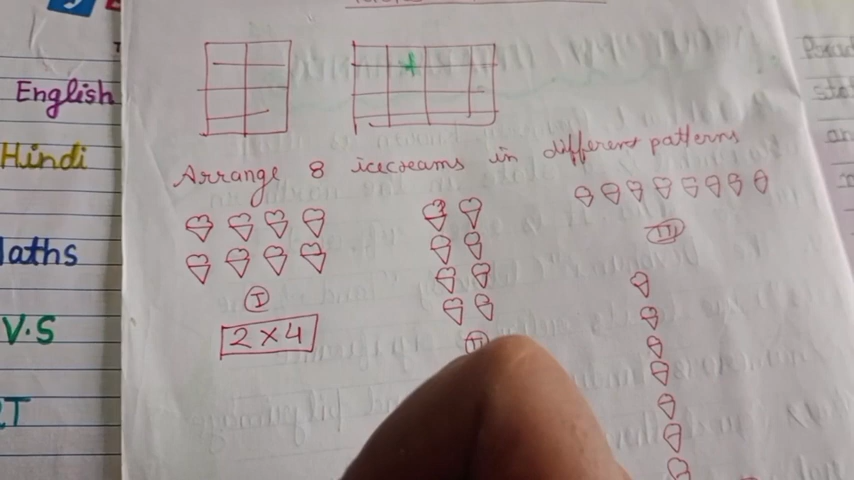 English
Hindi
aths
V.S
T
Arrange 8 icecreams in different patterns
I
2 × 4
II
III